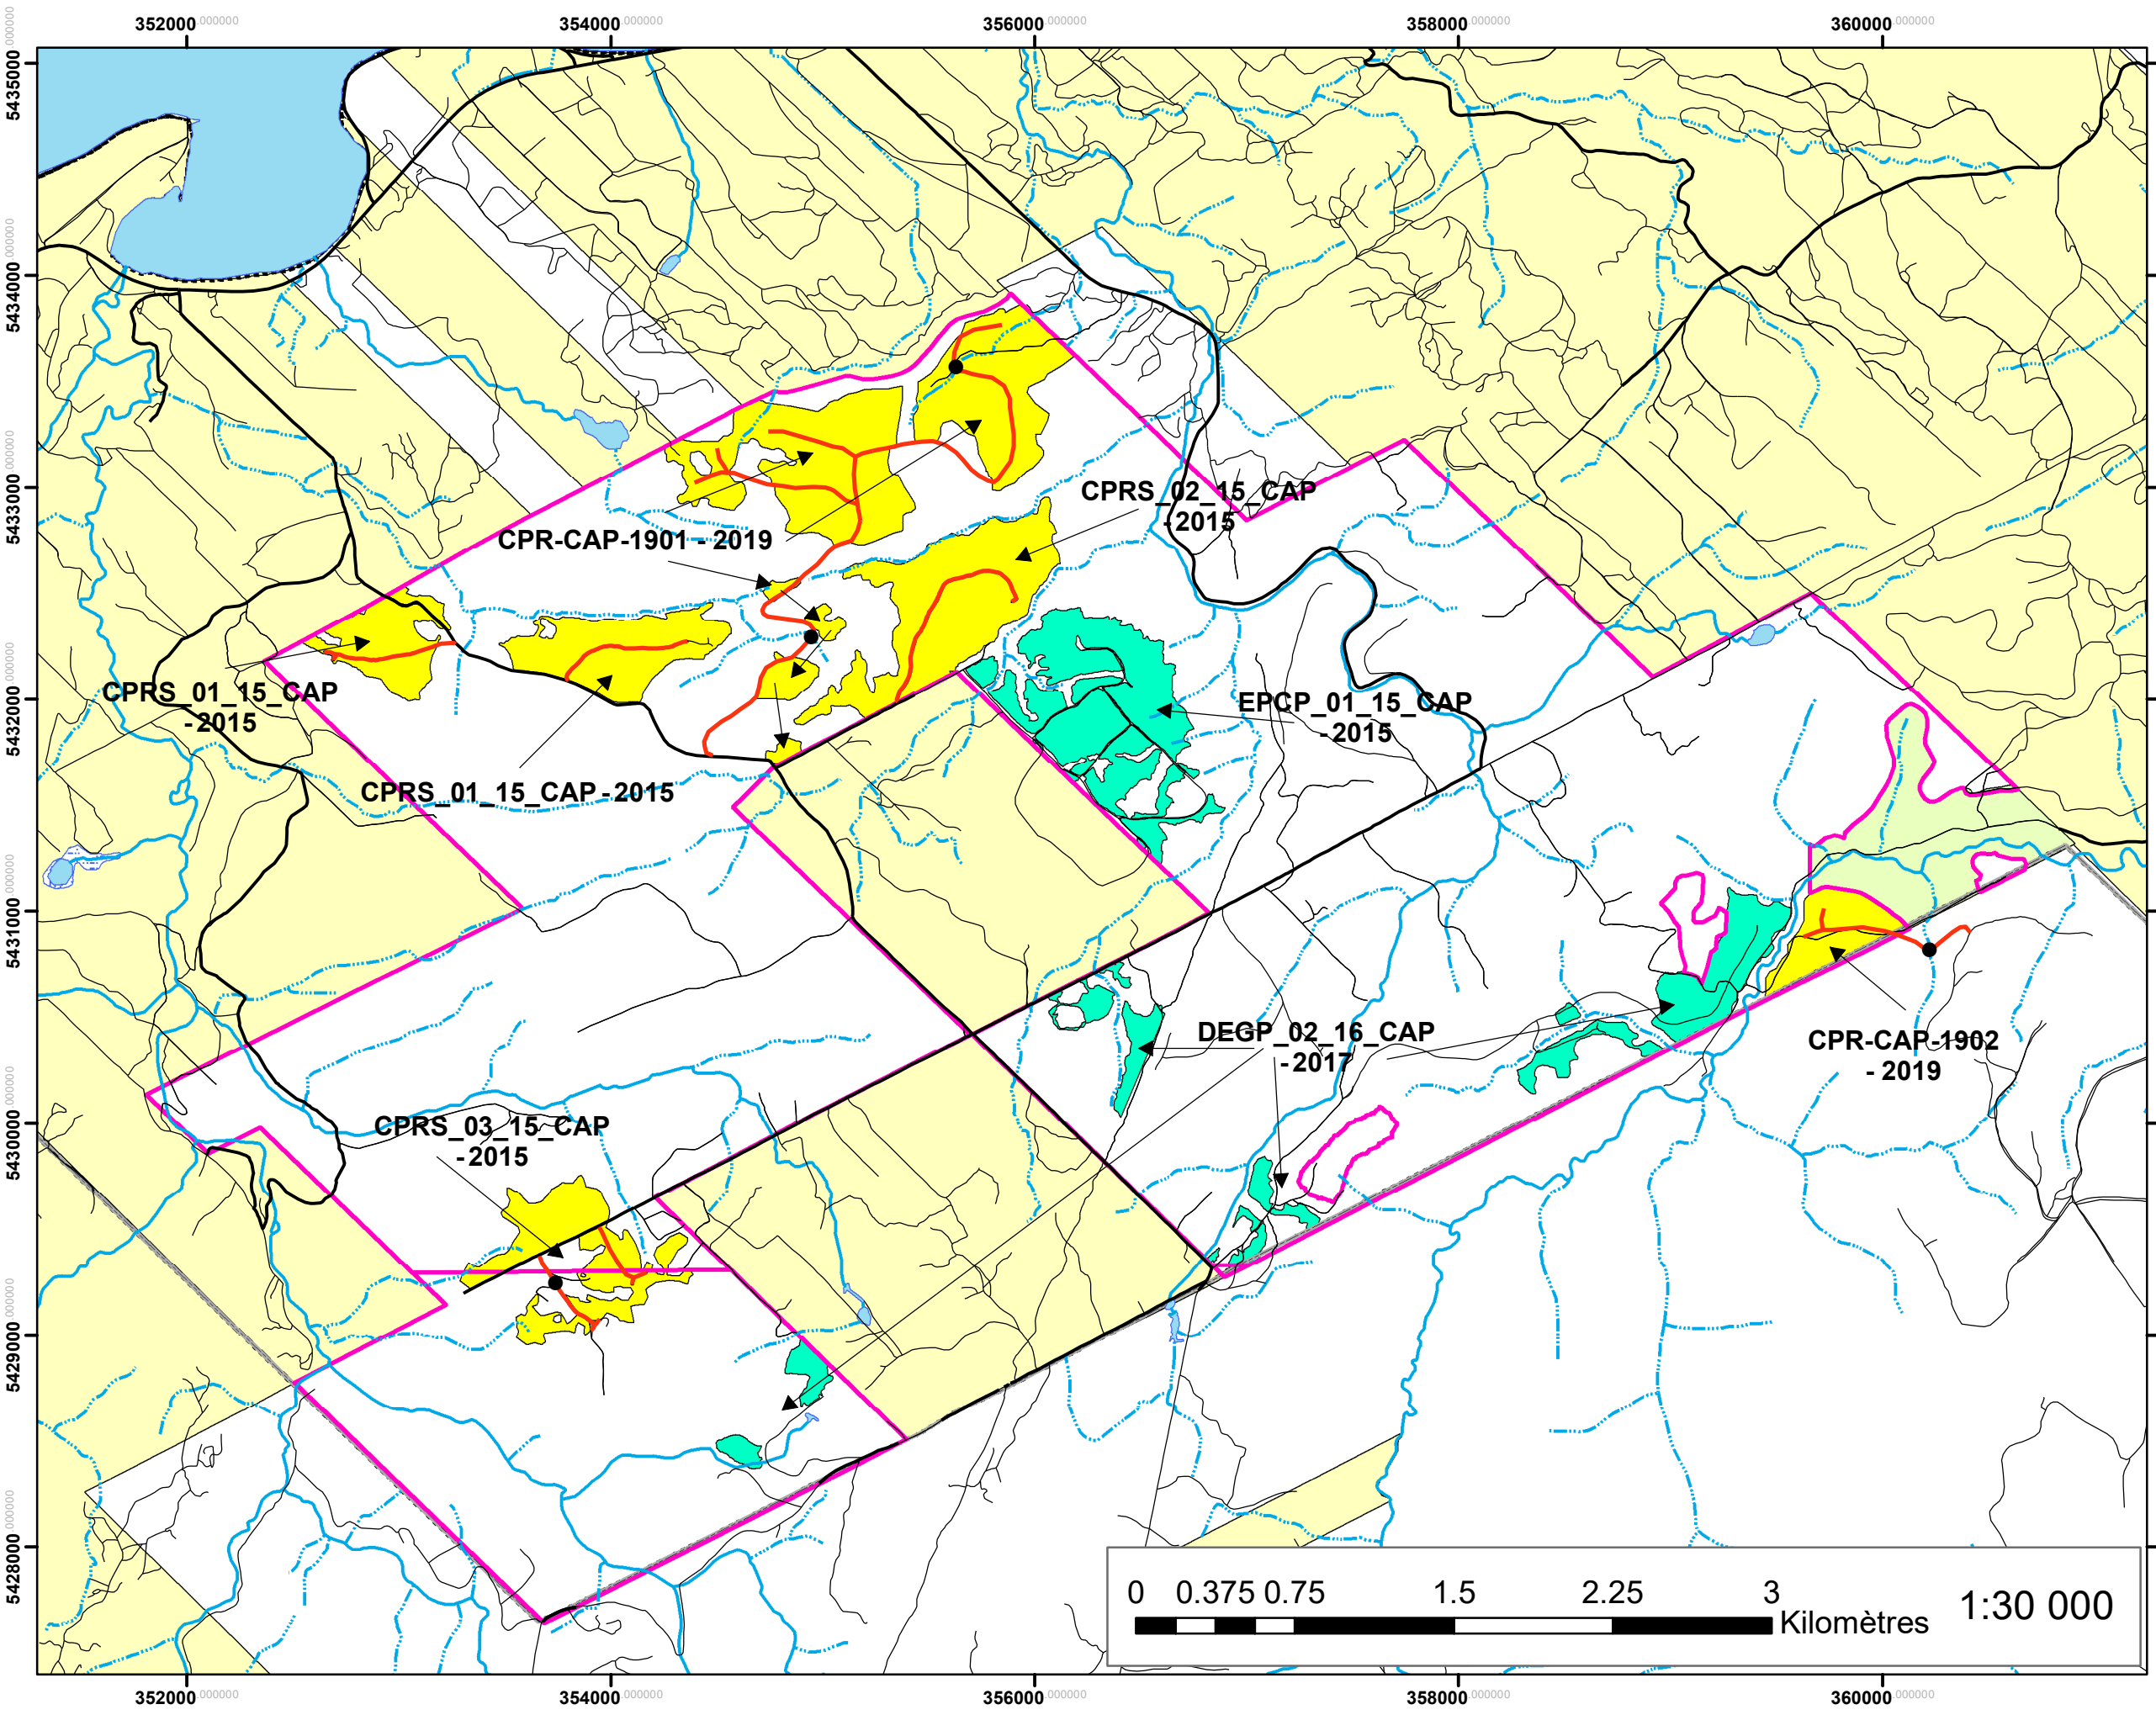 352000.000000 354000.000000 356000.000000 358000.000000 360000.000000
5435000.000000
5434000.000000
5433000.000000
5432000.000000
5431000.000000
5430000.000000
5429000.000000
5428000.000000
CPRS_02_15_CAP
- 2015
CPR-CAP-1901 - 2019
CPRS_01_15_CAP
- 2015
EPCP_01_15_CAP
- 2015
CPRS_01_15_CAP - 2015
DEGP_02_16_CAP
- 2017
CPR-CAP-1902
- 2019
CPRS_03_15_CAP
- 2015
0 0.375 0.75 1.5 2.25 3
Kilomètres
1:30 000
352000.000000 354000.000000 356000.000000 358000.000000 360000.000000